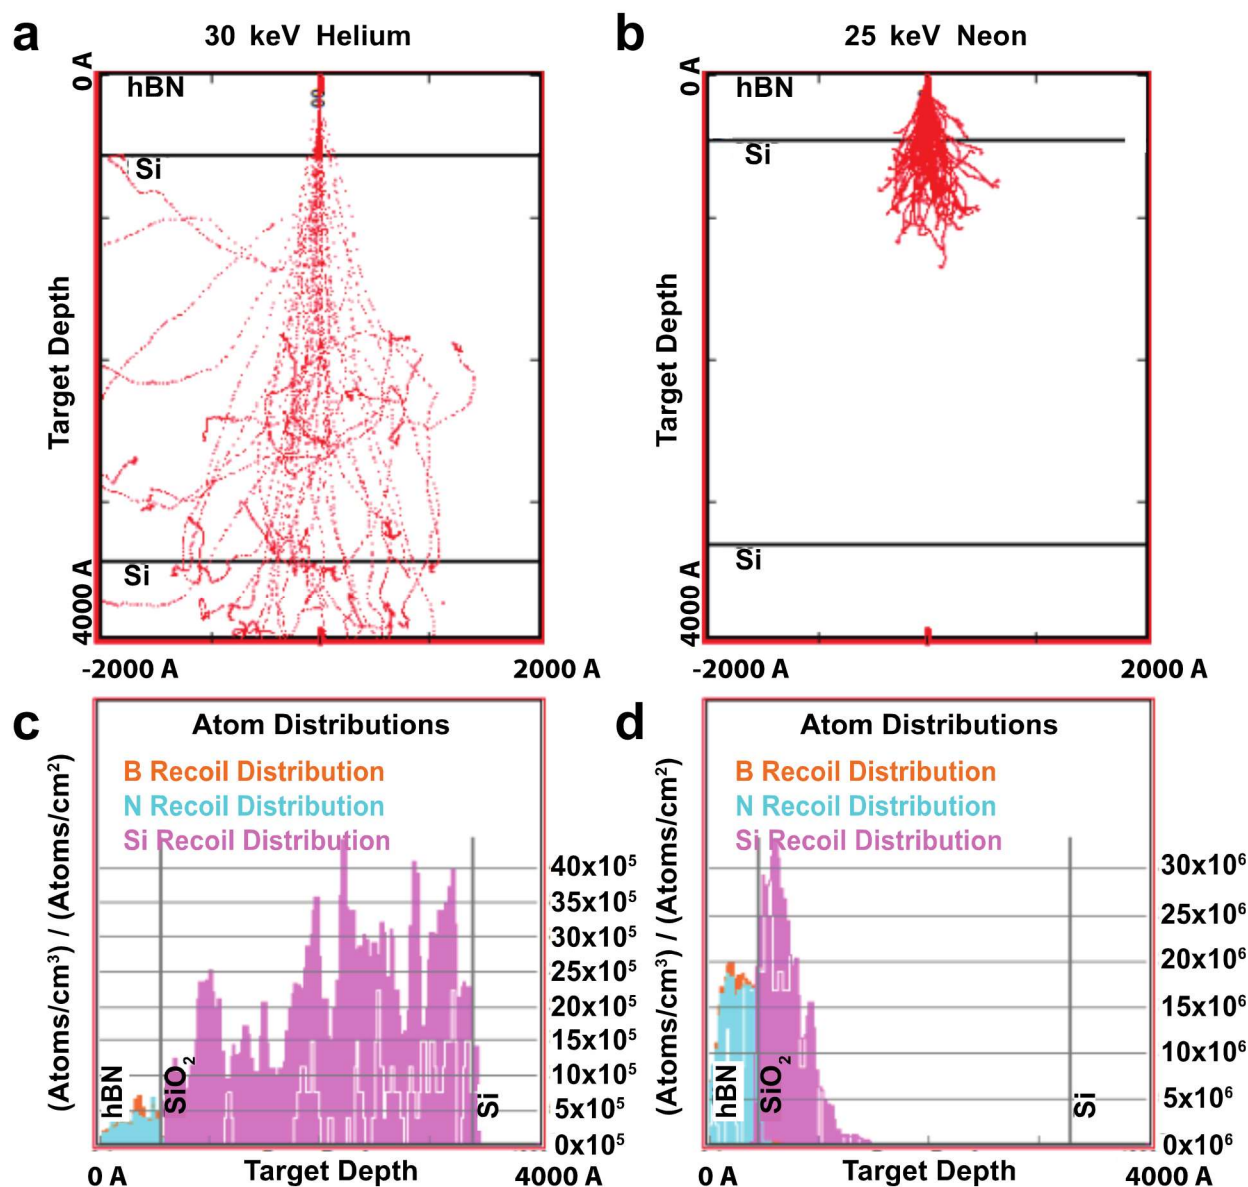 a
30 keV Helium
0 A
hBN
Si
Si
Target Depth
4000 A
-2000 A
2000 A
b
25 keV Neon
0 A
hBN
Si
Si
Target Depth
4000 A
-2000 A
2000 A
c
Atom Distributions
B Recoil Distribution
N Recoil Distribution
Si Recoil Distribution
(Atoms/cm³) / (Atoms/cm²)
40x10⁵
35x10⁵
30x10⁵
25x10⁵
20x10⁵
15x10⁵
10x10⁵
5x10⁵
0x10⁵
hBN
SiO₂
Si
0 A
Target Depth
4000 A
d
Atom Distributions
B Recoil Distribution
N Recoil Distribution
Si Recoil Distribution
(Atoms/cm³) / (Atoms/cm²)
30x10⁶
25x10⁶
20x10⁶
15x10⁶
10x10⁶
5x10⁶
0x10⁶
hBN
SiO₂
Si
0 A
Target Depth
4000 A